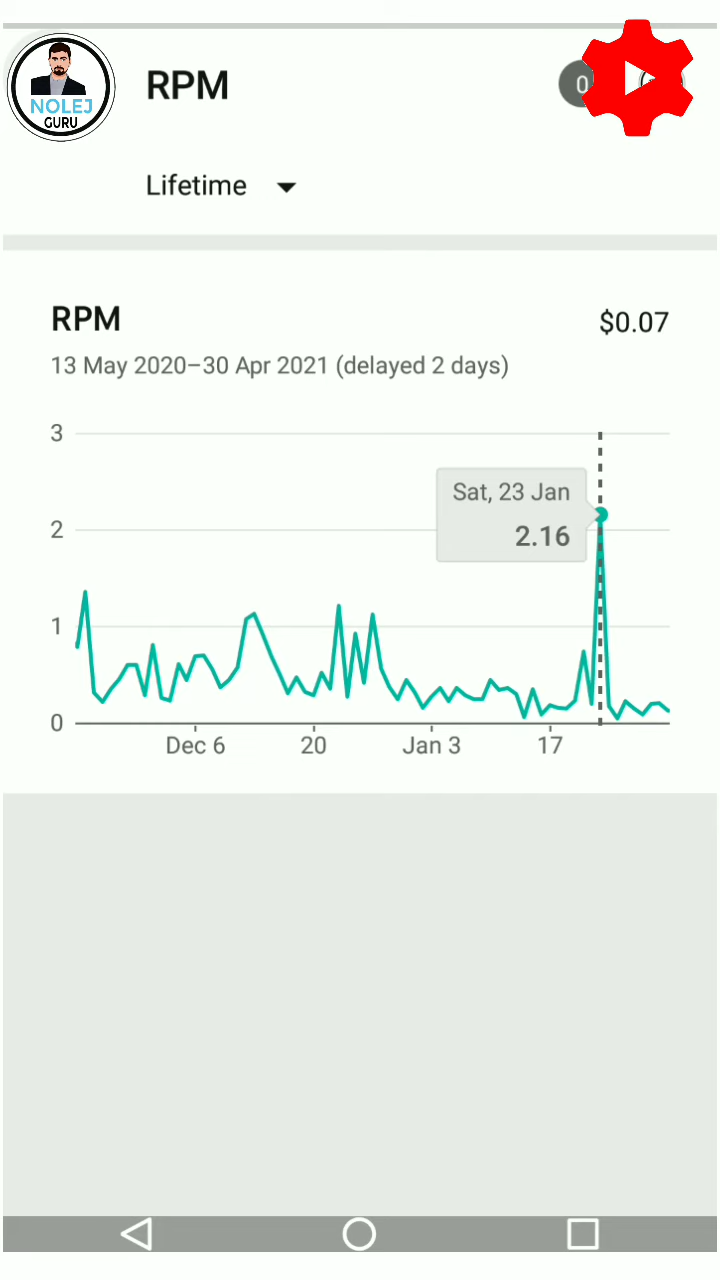 NOLEJ
GURU
RPM
0
Lifetime
RPM
$0.07
13 May 2020–30 Apr 2021 (delayed 2 days)
3
Sat, 23 Jan
2.16
2
1
0
Dec 6 20 Jan 3 17